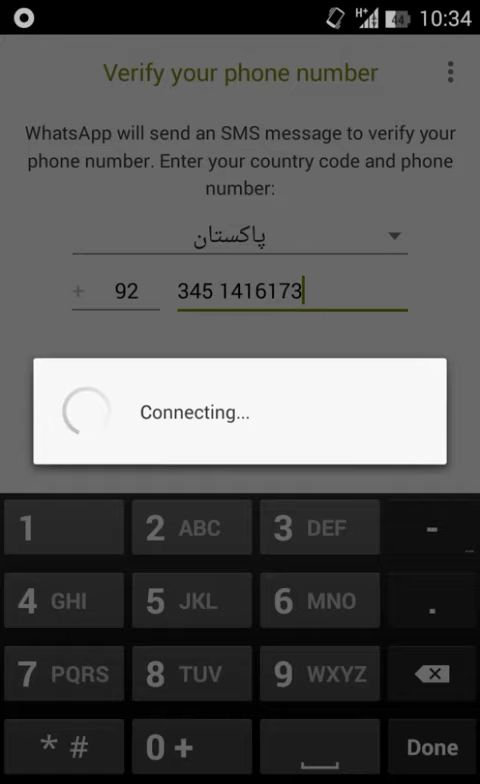 H+ 44 10:34
Verify your phone number
WhatsApp will send an SMS message to verify your
phone number. Enter your country code and phone
number:
پاکستان
+ 92 345 1416173
Connecting...
1 2 ABC 3 DEF -
4 GHI 5 JKL 6 MNO .
7 PQRS 8 TUV 9 WXYZ
* # 0 + Done